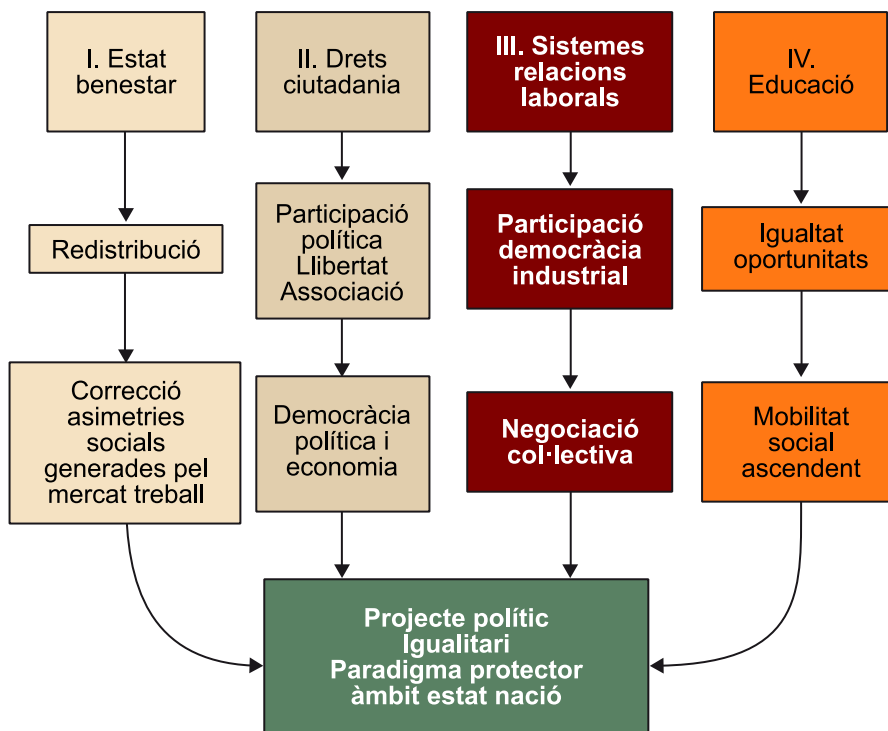 I. Estat
benestar
II. Drets
ciutadania
III. Sistemes
relacions
laborals
IV.
Educació
Redistribució
Participació
política
Llibertat
Associació
Participació
democràcia
industrial
Igualtat
oportunitats
Correcció
asimetries
socials
generades pel
mercat treball
Democràcia
política i
economia
Negociació
col·lectiva
Mobilitat
social
ascendent
Projecte polític
Igualitari
Paradigma protector
àmbit estat nació